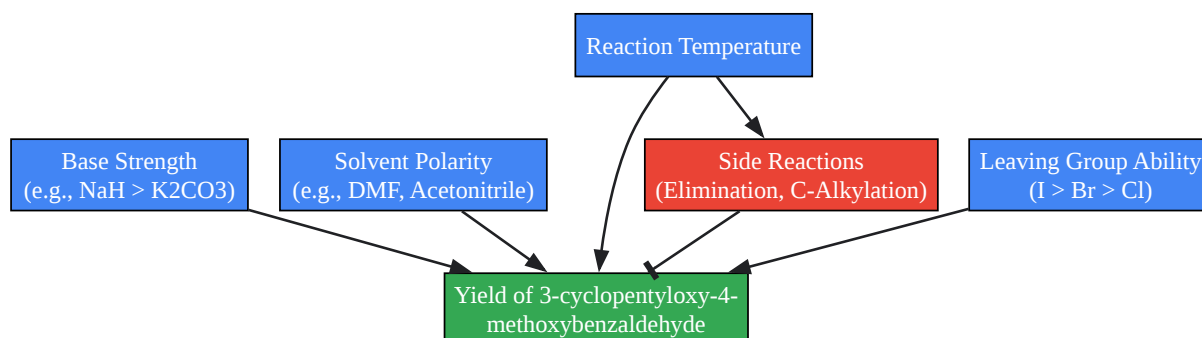 Reaction Temperature
Base Strength
(e.g., NaH > K2CO3)
Solvent Polarity
(e.g., DMF, Acetonitrile)
Side Reactions
(Elimination, C-Alkylation)
Leaving Group Ability
(I > Br > Cl)
Yield of 3-cyclopentyloxy-4-
methoxybenzaldehyde